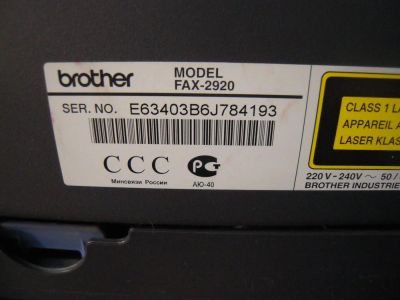 brother
MODEL
FAX-2920
SER. NO. E63403B6J784193
CCC
Минсвязи России
АЮ-40
CLASS 1 LA
APPAREIL A
LASER KLAS
220 V - 240V ~ 50 /
BROTHER INDUSTRIE